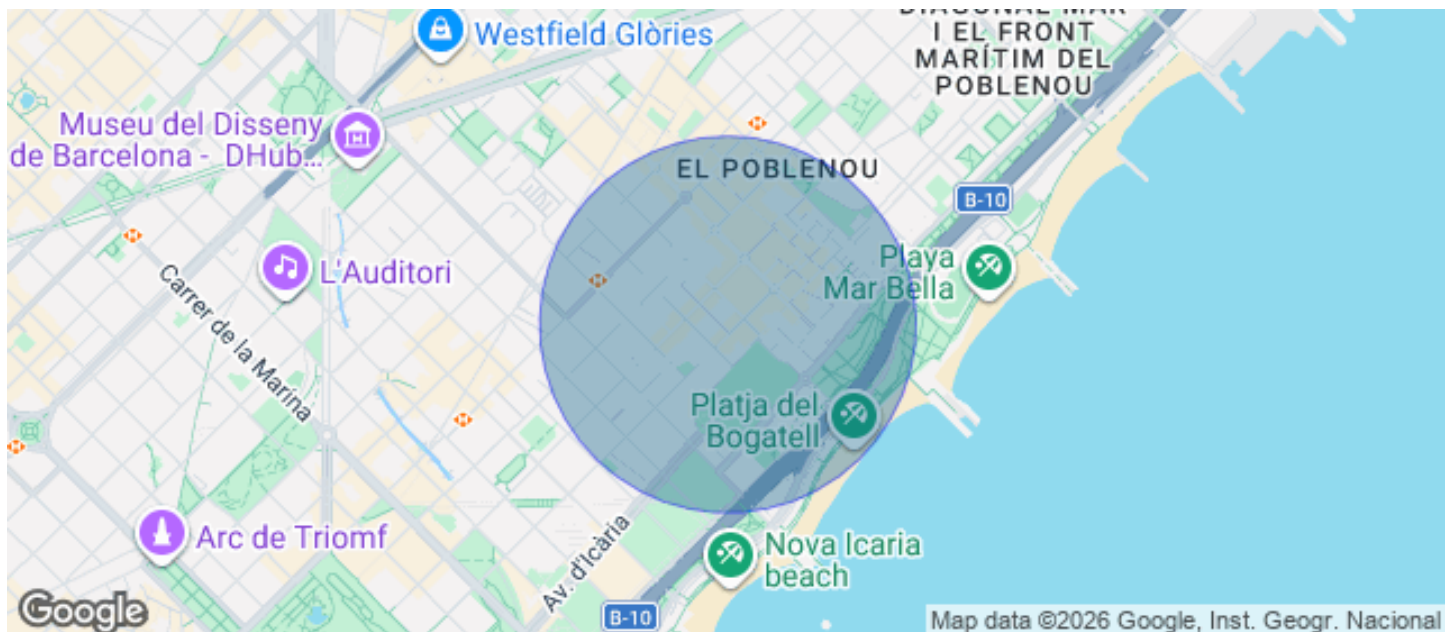 DIAGONAL MAR
I EL FRONT
MARÍTIM DEL
POBLENOU
Westfield Glòries
Museu del Disseny
de Barcelona - DHub...
EL POBLENOU
B-10
L'Auditori
Playa
Mar Bella
Carrer de la Marina
Platja del
Bogatell
Arc de Triomf
Av. d'Icària
Nova Icaria
beach
B-10
Google
Map data ©2026 Google, Inst. Geogr. Nacional